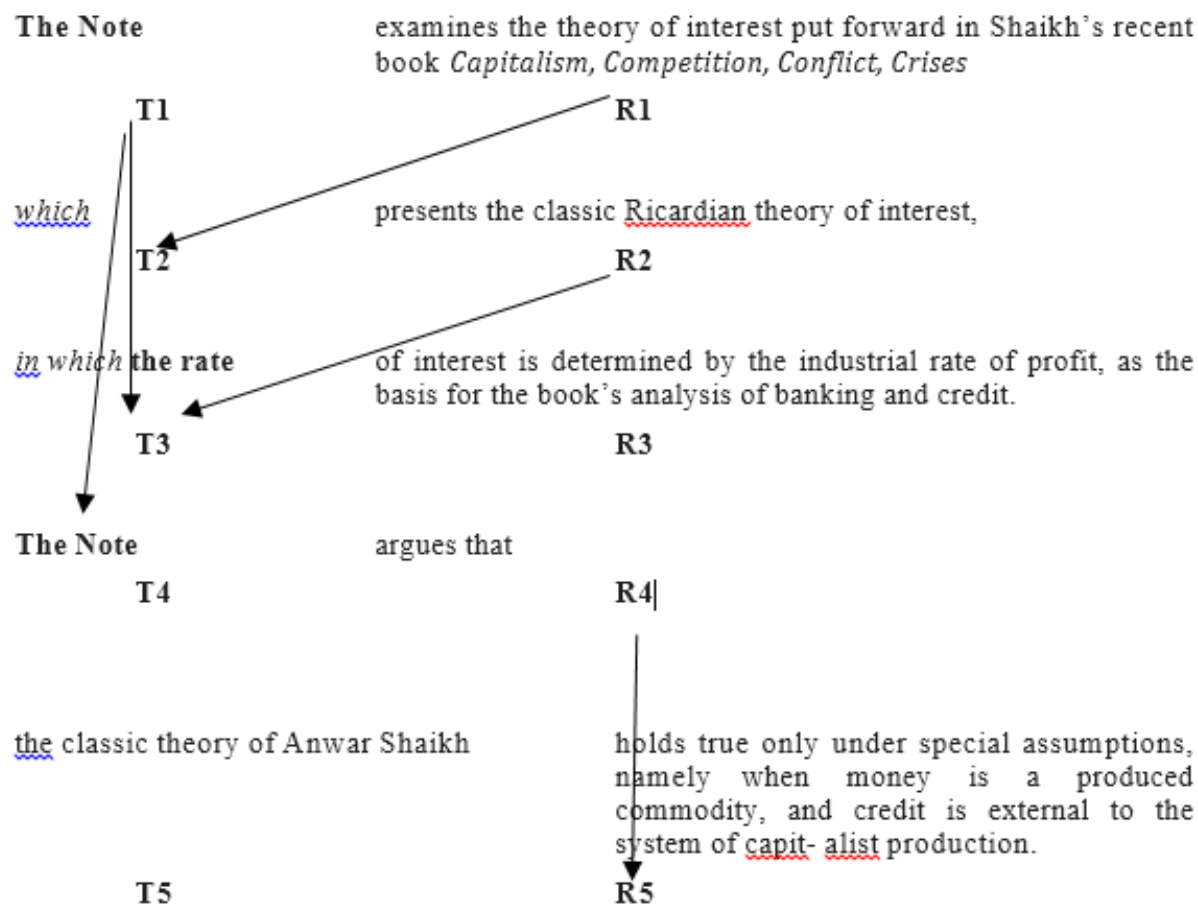 The Note examines the theory of interest put forward in Shaikh's recent
book Capitalism, Competition, Conflict, Crises
T1 R1
which presents the classic Ricardian theory of interest,
T2 R2
in which the rate of interest is determined by the industrial rate of profit, as the
basis for the book's analysis of banking and credit.
T3 R3
The Note argues that
T4 R4
the classic theory of Anwar Shaikh holds true only under special assumptions,
namely when money is a produced
commodity, and credit is external to the
system of capit- alist production.
T5 R5